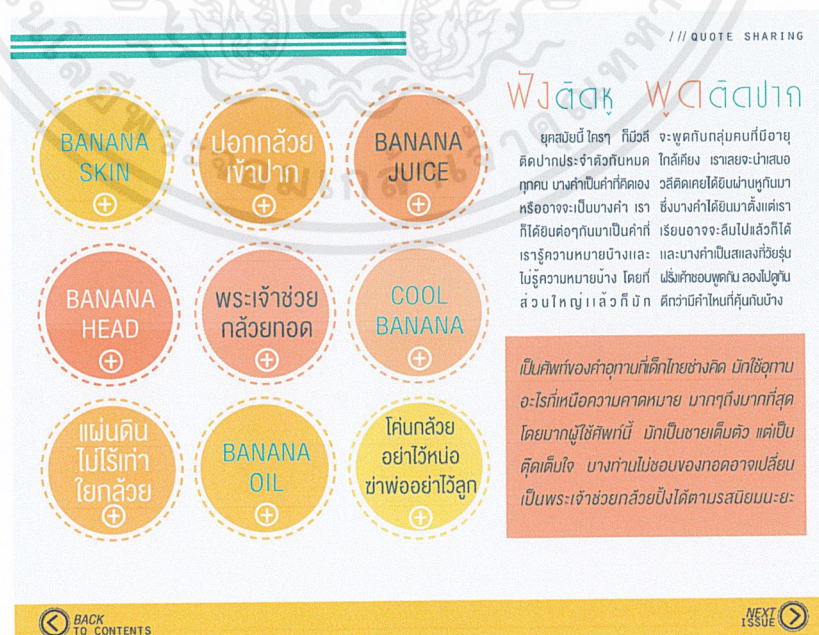 ///QUOTE SHARING
ฟังติดหู พูดติดปาก
BANANA
SKIN
ปอกกล้วย
เข้าปาก
BANANA
JUICE
BANANA
HEAD
พระเจ้าช่วย
กล้วยทอด
COOL
BANANA
แผ่นดิน
ไม่ไร้เท่า
ใยกล้วย
BANANA
OIL
โค่นกล้วย
อย่าไว้หน่อ
ฆ่าพ่ออย่าไว้ลูก
ยุคสมัยนี้ ใครๆ ก็มีวลี
ติดปากประจำตัวกันหมด
ทุกคน บางคำเป็นคำที่คิดเอง
หรืออาจจะเป็นบางคำ เรา
ก็ได้ยินต่อๆกันมาเป็นคำที่
เรารู้ความหมายบ้างและ
ไม่รู้ความหมายบ้าง โดยที่
ส่วนใหญ่แล้วก็มัก
จะพูดกับกลุ่มคนที่มีอายุ
ใกล้เคียง เราเลยจะนำเสนอ
วลีติดเคยได้ยินผ่านหูกันมา
ซึ่งบางคำได้ยินมาตั้งแต่เรา
เรียนอาจจะลืมไปแล้วก็ได้
และบางคำเป็นสแลงที่วัยรุ่น
ฝรั่งเค้าชอบพูดกัน ลองไปดูกัน
ดีกว่ามีคำไหนที่คุ้นกันบ้าง
เป็นศัพท์ของคำอุทานที่เด็กไทยช่างคิด มักใช้อุทาน
อะไรที่เหนือความคาดหมาย มากๆถึงมากที่สุด
โดยมากผู้ใช้ศัพท์นี้ มักเป็นชายเต็มตัว แต่เป็น
ตุ๊ดเต็มใจ บางท่านไม่ชอบของทอดอาจเปลี่ยน
เป็นพระเจ้าช่วยกล้วยปิ้งได้ตามรสนิยมนะยะ
BACK
TO CONTENTS
NEXT
ISSUE